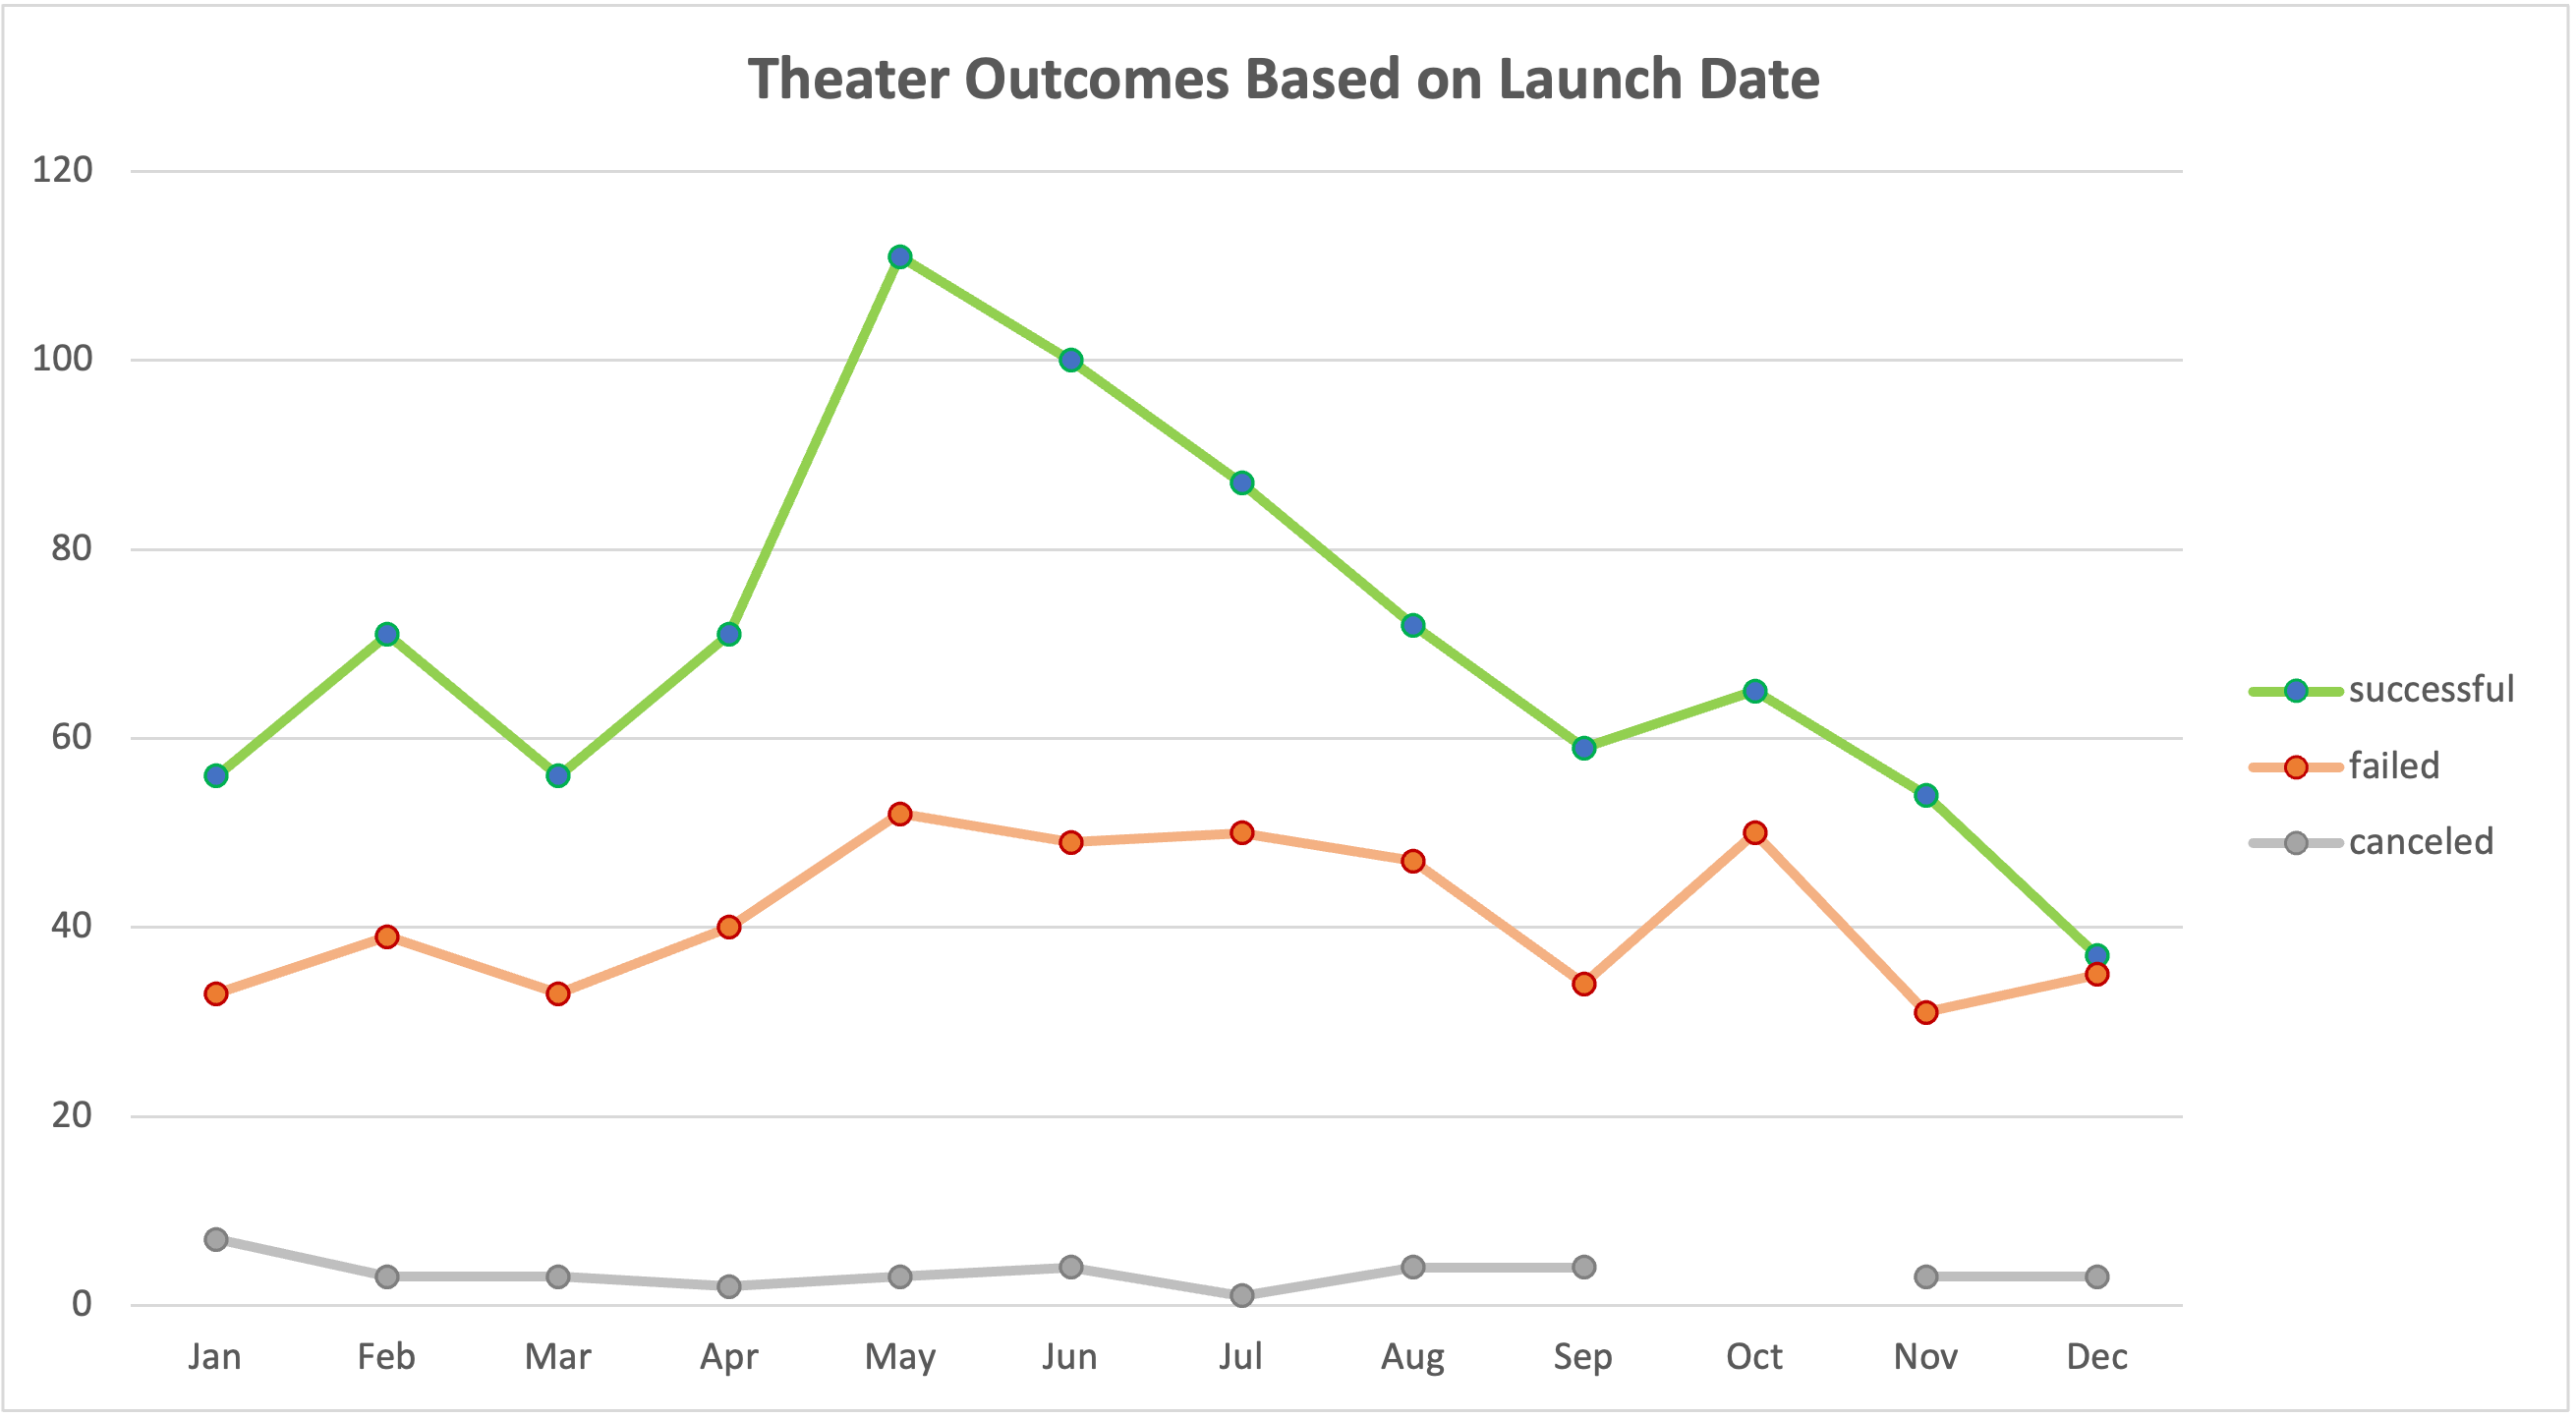 Theater Outcomes Based on Launch Date
120
100
80
60
40
20
0
Jan Feb Mar Apr May Jun Jul Aug Sep Oct Nov Dec
successful
failed
canceled